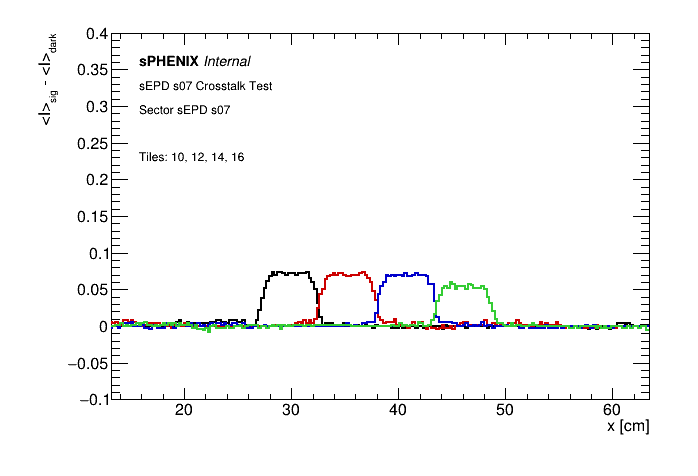 <I>sig - <I>dark
0.4
0.35
0.3
0.25
0.2
0.15
0.1
0.05
0
−0.05
−0.1
sPHENIX Internal
sEPD s07 Crosstalk Test
Sector sEPD s07
Tiles: 10, 12, 14, 16
20 30 40 50 60
x [cm]